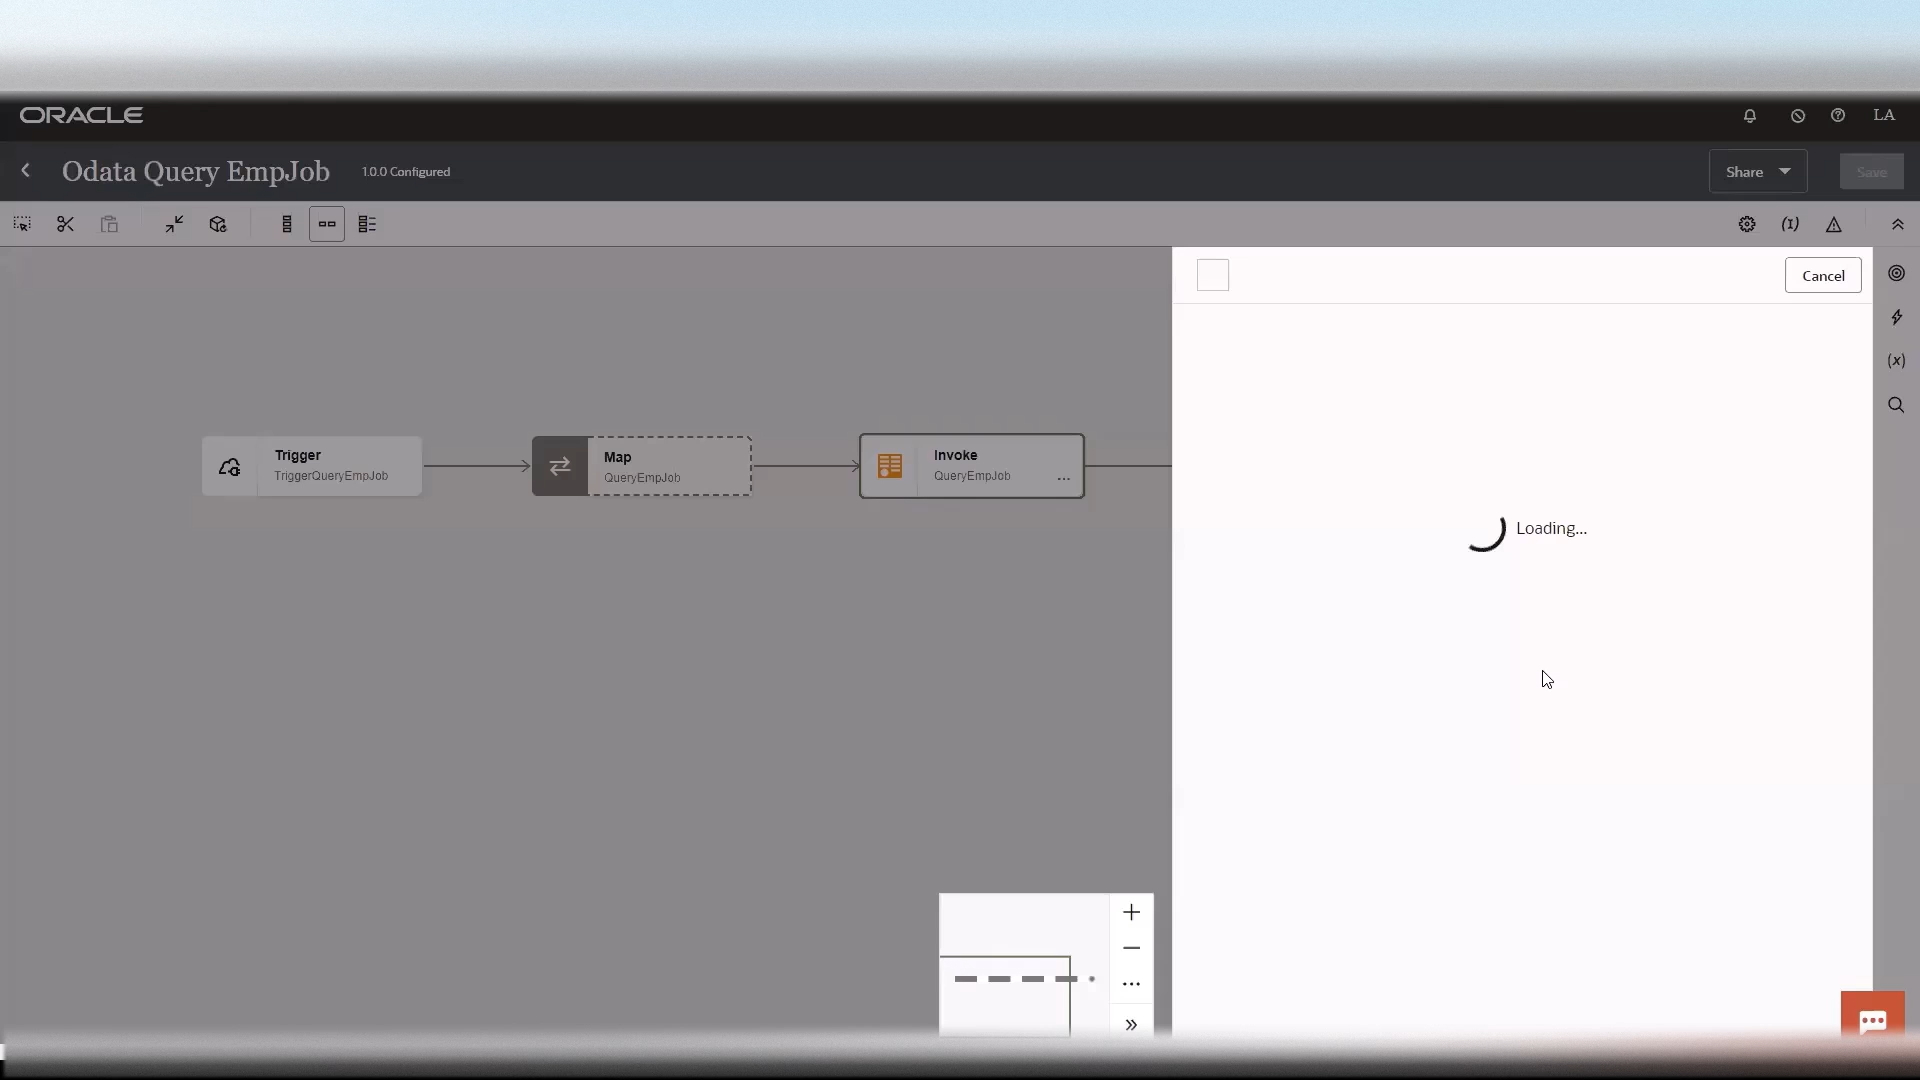 ORACLE
LA
Odata Query EmpJob
1.0.0 Configured
Share
Save
(I)
Cancel
(x)
Trigger
TriggerQueryEmpJob
Map
QueryEmpJob
Invoke
QueryEmpJob
...
Loading...